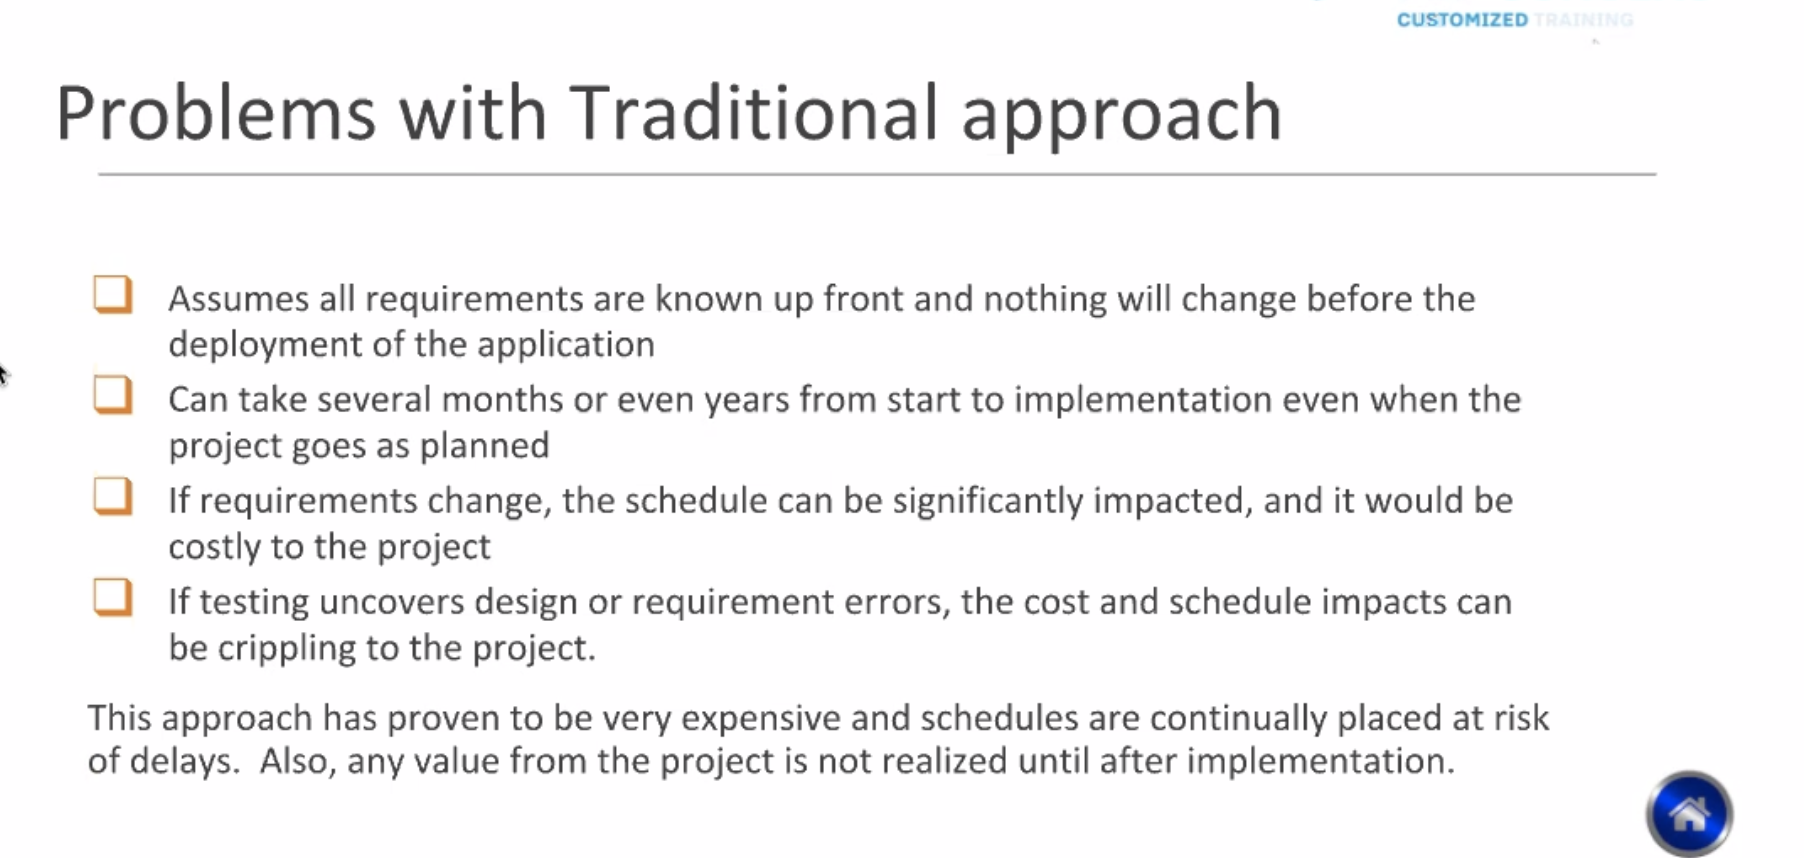 CUSTOMIZED TRAINING
Problems with Traditional approach
Assumes all requirements are known up front and nothing will change before the
deployment of the application
Can take several months or even years from start to implementation even when the
project goes as planned
If requirements change, the schedule can be significantly impacted, and it would be
costly to the project
If testing uncovers design or requirement errors, the cost and schedule impacts can
be crippling to the project.
This approach has proven to be very expensive and schedules are continually placed at risk
of delays.  Also, any value from the project is not realized until after implementation.